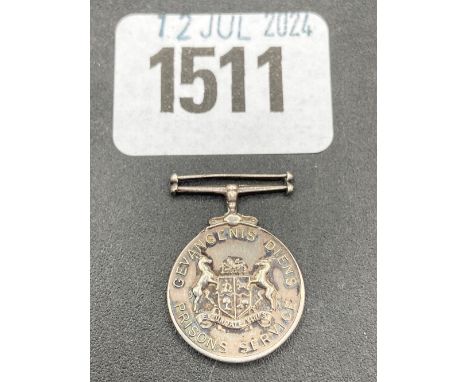 12 JUL 2024
1511
GEVANGENIS DIENS
PRISONS SERVICE